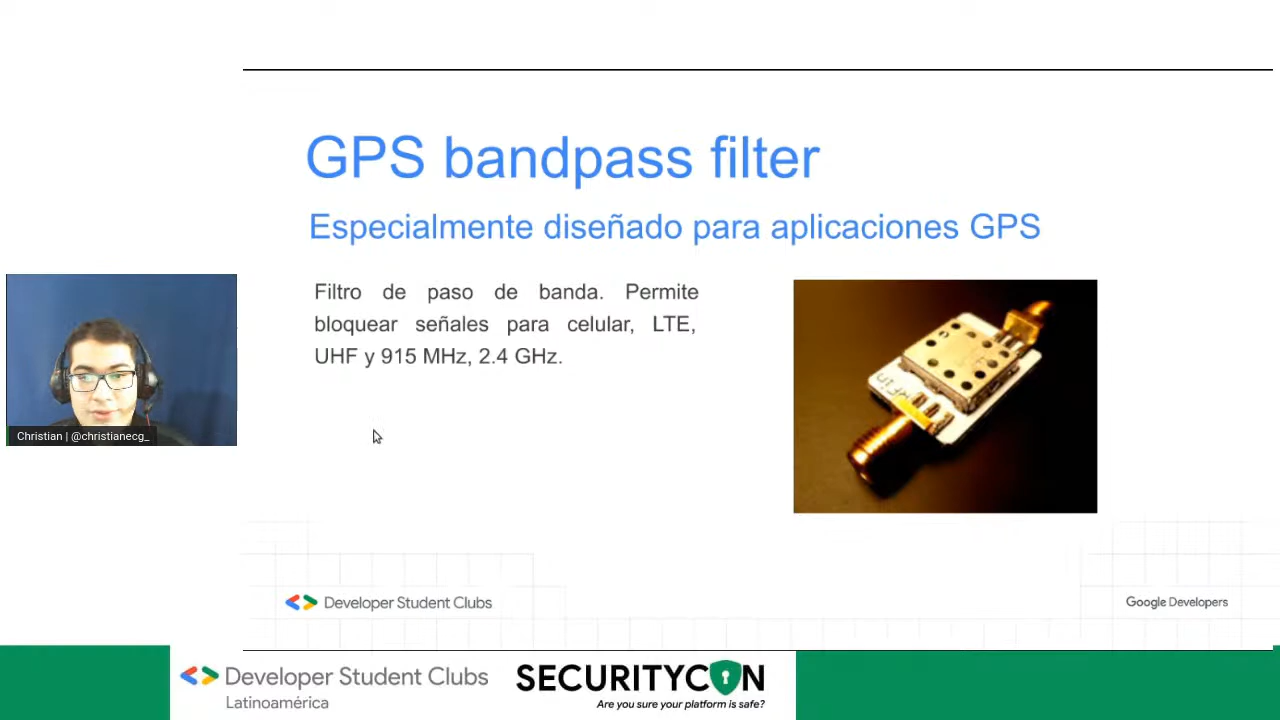 GPS bandpass filter
Especialmente diseñado para aplicaciones GPS
Filtro de paso de banda. Permite
bloquear señales para celular, LTE,
UHF y 915 MHz, 2.4 GHz.
Christian | @christianecg_
Developer Student Clubs
Google Developers
Developer Student Clubs
Latinoamérica
SECURITYCON
Are you sure your platform is safe?